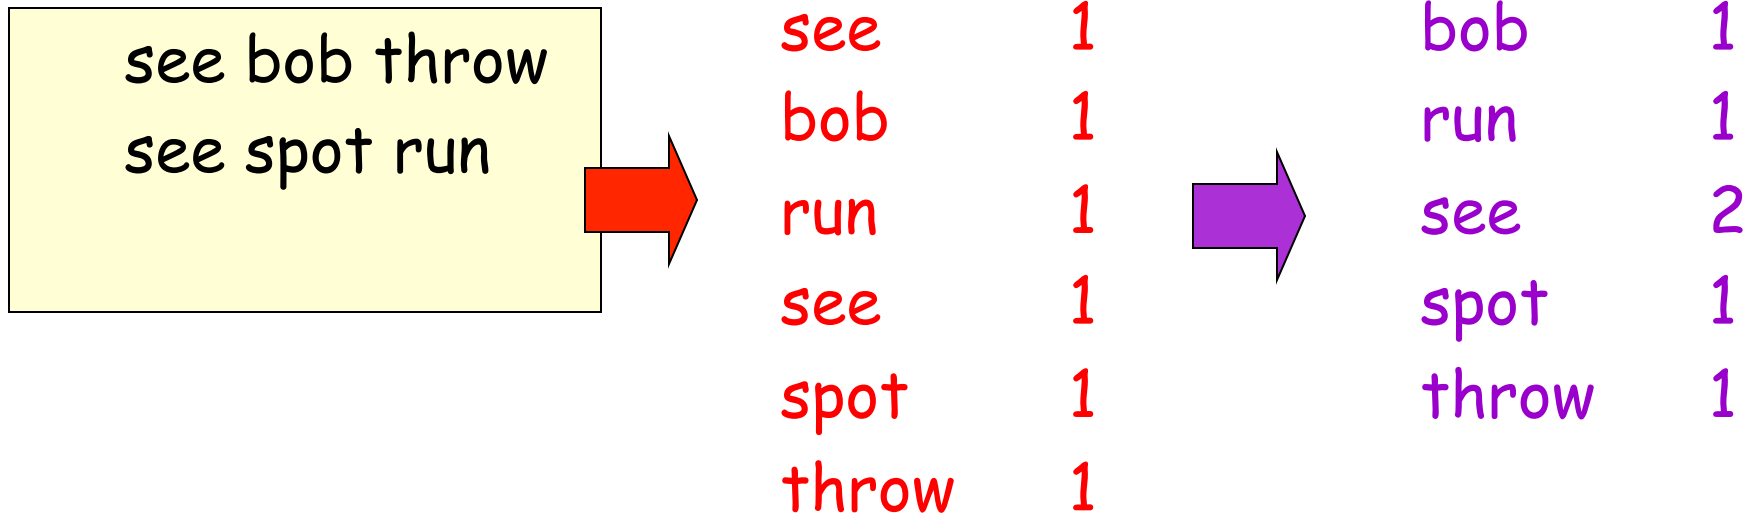 see bob throw
see spot run
see 1
bob 1
run 1
see 1
spot 1
throw 1
bob 1
run 1
see 2
spot 1
throw 1